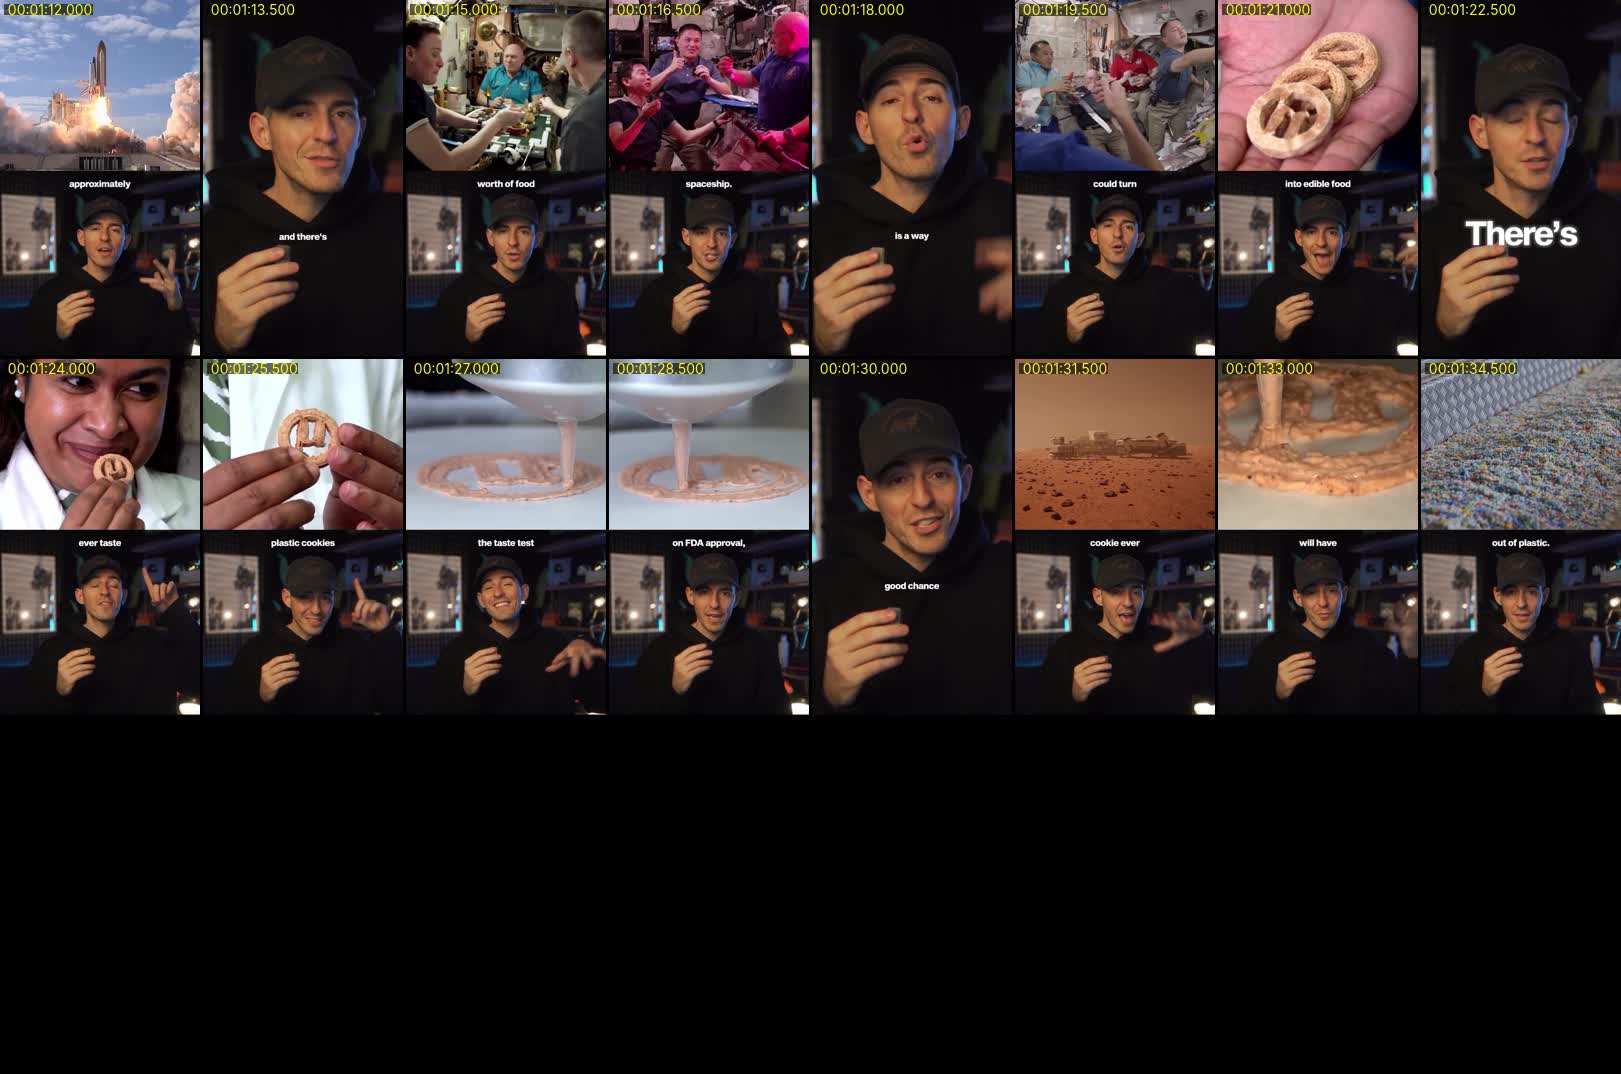 00:01:12.000
approximately
00:01:13.500
and there's
00:01:15.000
worth of food
00:01:16.500
spaceship.
00:01:18.000
is a way
00:01:19.500
could turn
00:01:21.000
into edible food
00:01:22.500
There's
00:01:24.000
ever taste
00:01:25.500
plastic cookies
00:01:27.000
the taste test
00:01:28.500
on FDA approval,
00:01:30.000
good chance
00:01:31.500
cookie ever
00:01:33.000
will have
00:01:34.500
out of plastic.